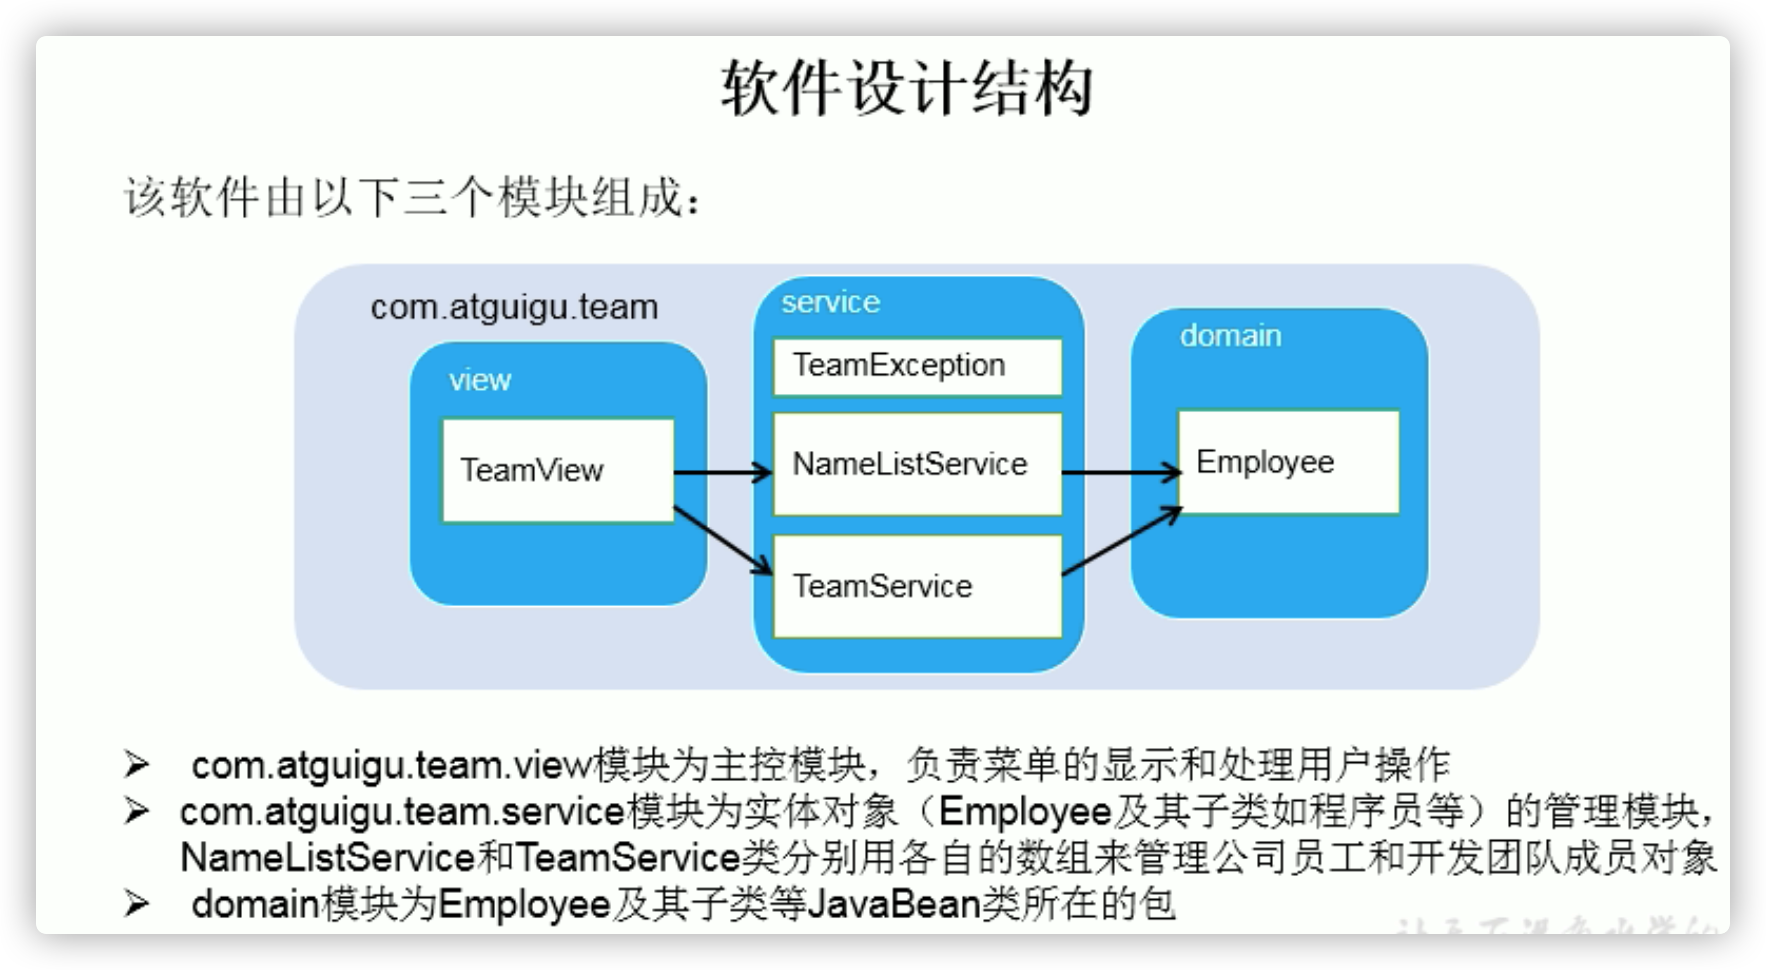 软件设计结构
该软件由以下三个模块组成：
com.atguigu.team
view
TeamView
service
TeamException
NameListService
TeamService
domain
Employee
➢ com.atguigu.team.view模块为主控模块，负责菜单的显示和处理用户操作
➢ com.atguigu.team.service模块为实体对象（Employee及其子类如程序员等）的管理模块，
NameListService和TeamService类分别用各自的数组来管理公司员工和开发团队成员对象
➢ domain模块为Employee及其子类等JavaBean类所在的包